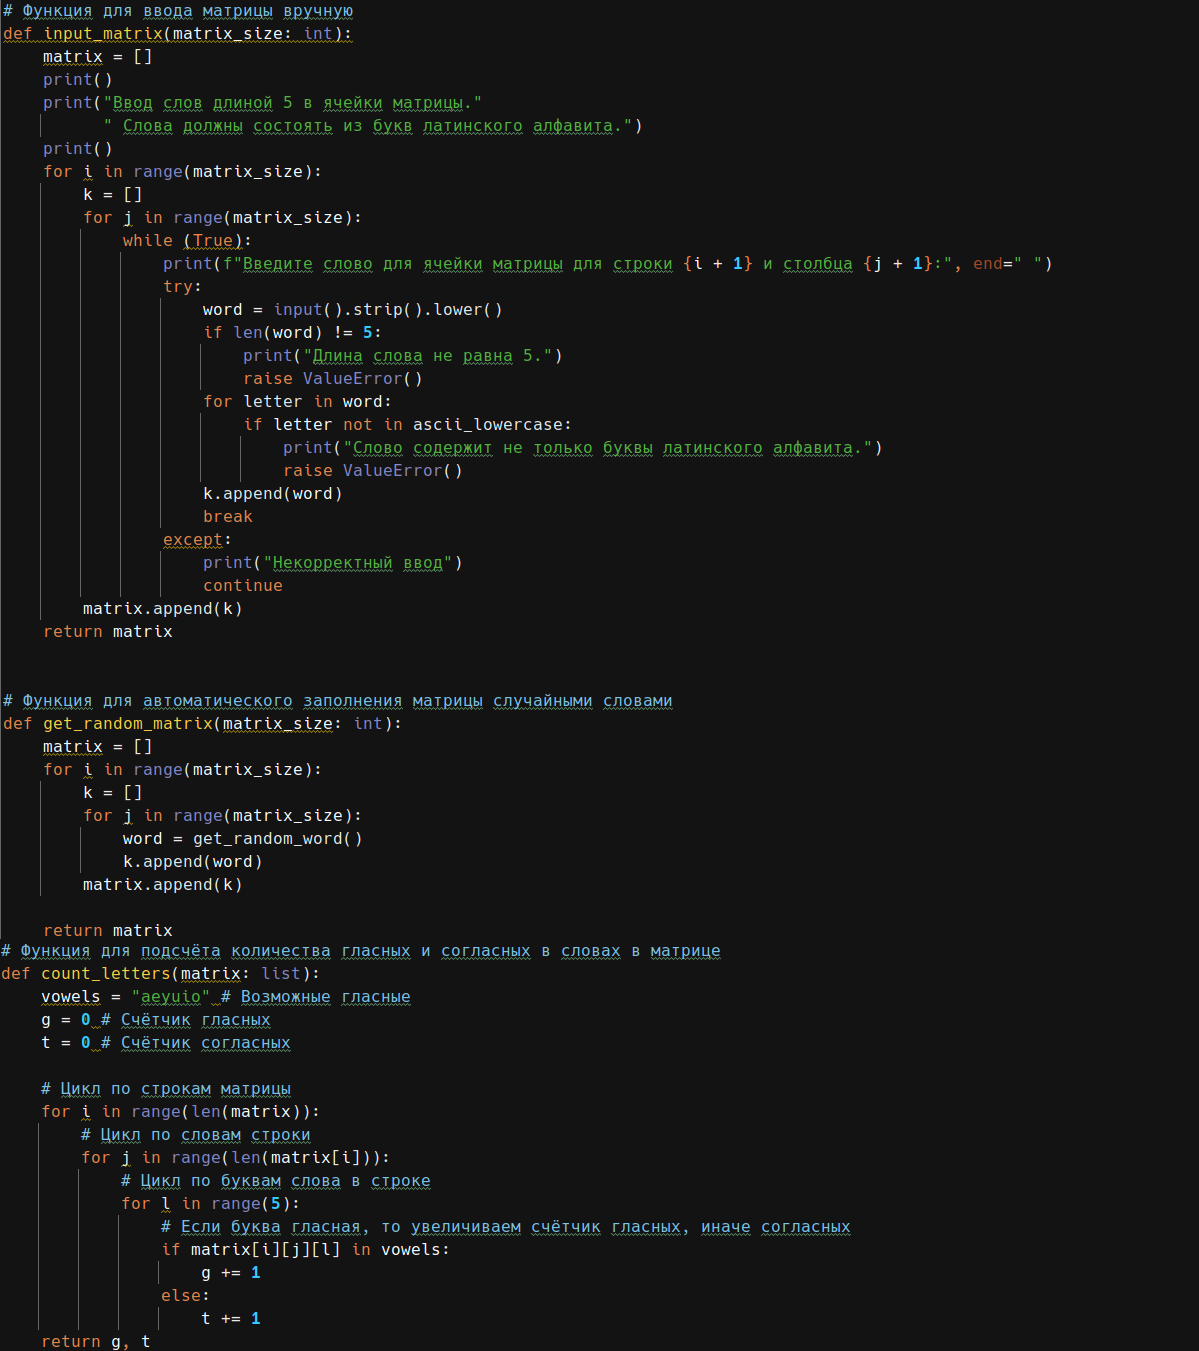 # Функция для ввода матрицы вручную
def input_matrix(matrix_size: int):
    matrix = []
    print()
    print("Ввод слов длиной 5 в ячейки матрицы."
          " Слова должны состоять из букв латинского алфавита.")
    print()
    for i in range(matrix_size):
        k = []
        for j in range(matrix_size):
            while (True):
                print(f"Введите слово для ячейки матрицы для строки {i + 1} и столбца {j + 1}:", end=" ")
                try:
                    word = input().strip().lower()
                    if len(word) != 5:
                        print("Длина слова не равна 5.")
                        raise ValueError()
                    for letter in word:
                        if letter not in ascii_lowercase:
                            print("Слово содержит не только буквы латинского алфавита.")
                            raise ValueError()
                    k.append(word)
                    break
                except:
                    print("Некорректный ввод")
                    continue
        matrix.append(k)
    return matrix


# Функция для автоматического заполнения матрицы случайными словами
def get_random_matrix(matrix_size: int):
    matrix = []
    for i in range(matrix_size):
        k = []
        for j in range(matrix_size):
            word = get_random_word()
            k.append(word)
        matrix.append(k)

    return matrix
# Функция для подсчёта количества гласных и согласных в словах в матрице
def count_letters(matrix: list):
    vowels = "aeyuio" # Возможные гласные
    g = 0 # Счётчик гласных
    t = 0 # Счётчик согласных

    # Цикл по строкам матрицы
    for i in range(len(matrix)):
        # Цикл по словам строки
        for j in range(len(matrix[i])):
            # Цикл по буквам слова в строке
            for l in range(5):
                # Если буква гласная, то увеличиваем счётчик гласных, иначе согласных
                if matrix[i][j][l] in vowels:
                    g += 1
                else:
                    t += 1
    return g, t